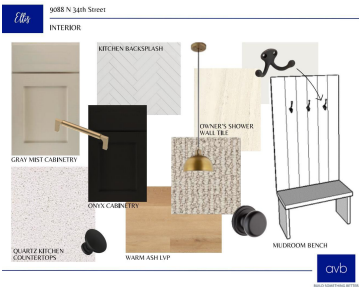 Ellis
9088 N 34th Street
INTERIOR
KITCHEN BACKSPLASH
OWNER'S SHOWER
WALL TILE
GRAY MIST CABINETRY
ONYX CABINETRY
QUARTZ KITCHEN
COUNTERTOPS
WARM ASH LVP
MUDROOM BENCH
avb
BUILD SOMETHING BETTER